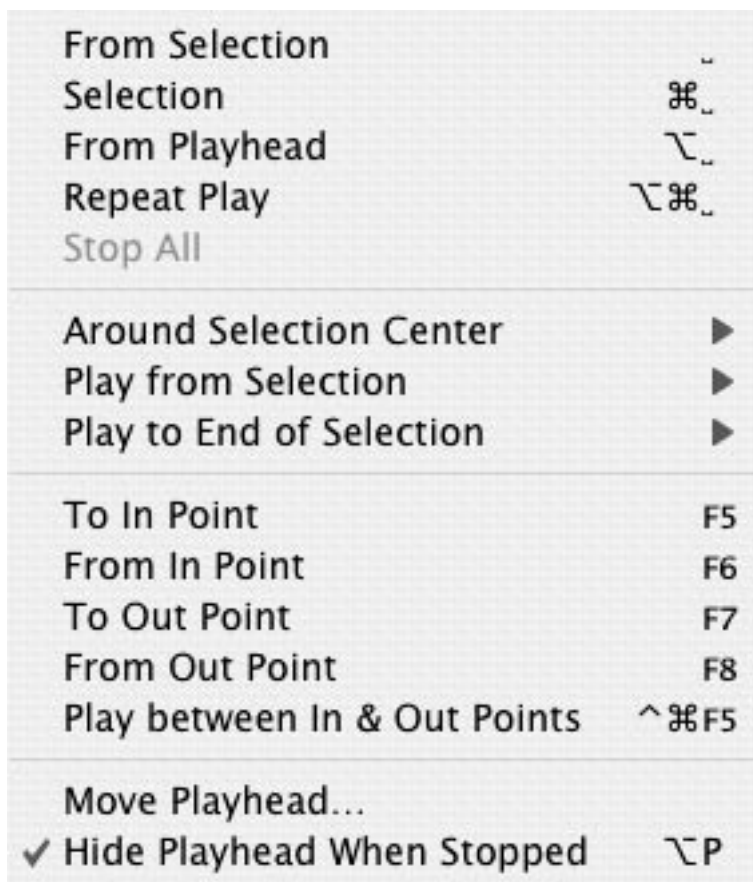 From Selection ˽
Selection ⌘˽
From Playhead ⌥˽
Repeat Play ⌥⌘˽
Stop All
Around Selection Center ▶
Play from Selection ▶
Play to End of Selection ▶
To In Point F5
From In Point F6
To Out Point F7
From Out Point F8
Play between In & Out Points ^⌘F5
Move Playhead...
✓ Hide Playhead When Stopped ⌥P